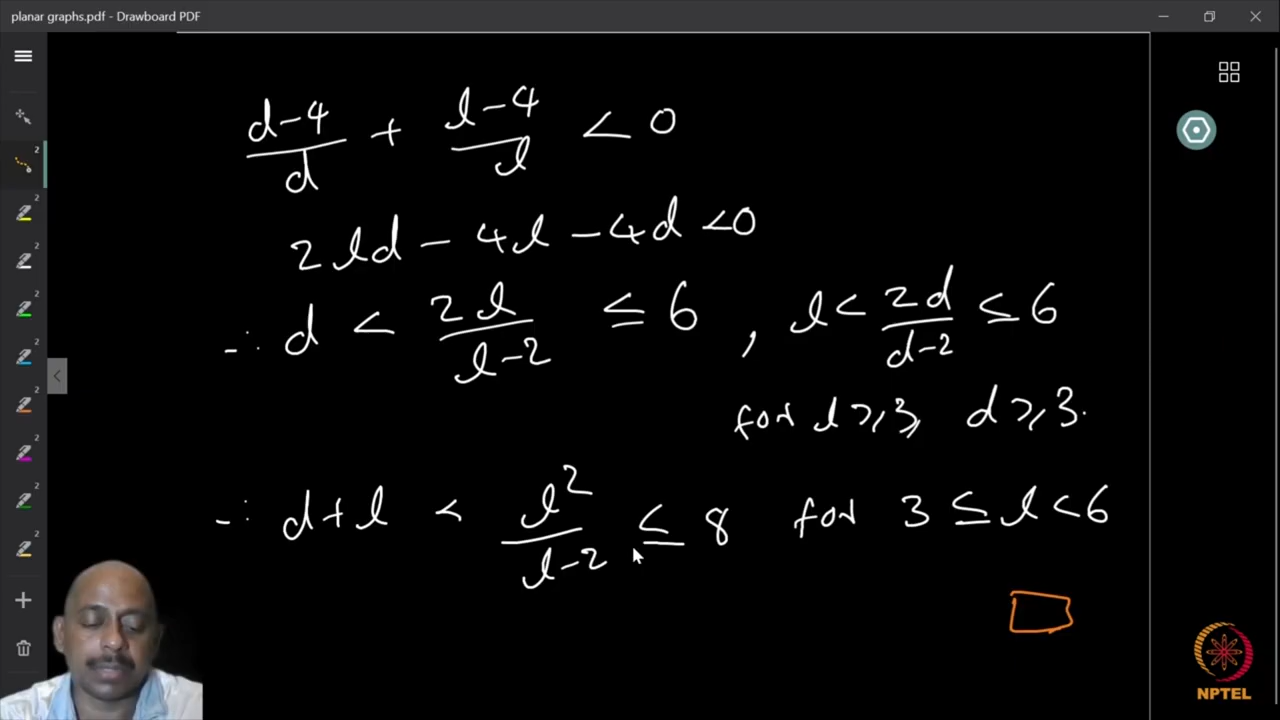 planar graphs.pdf - Drawboard PDF
d-4/d + l-4/l < 0
2ld - 4l - 4d < 0
∴ d < 2l/l-2 ≤ 6 , l < 2d/d-2 ≤ 6
for l ≥ 3, d ≥ 3.
∴ d+l < l²/l-2 ≤ 8 for 3 ≤ l < 6
NPTEL